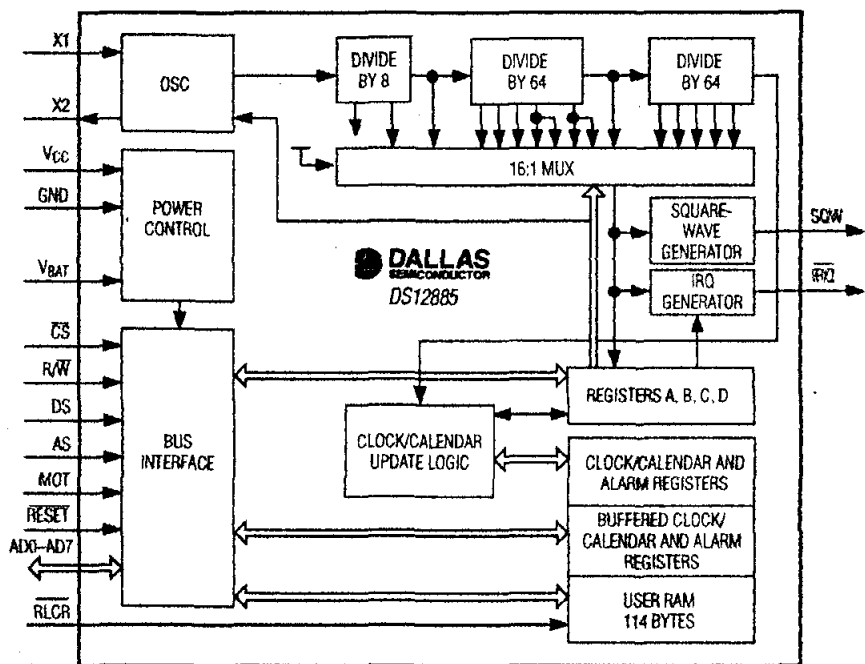 X1
X2
VCC
GND
VBAT
CS
R/W
DS
AS
MOT
RESET
AD0–AD7
RLCR
OSC
POWER
CONTROL
BUS
INTERFACE
DIVIDE
BY 8
DIVIDE
BY 64
DIVIDE
BY 64
16:1 MUX
DALLAS
SEMICONDUCTOR
DS12885
SQUARE-
WAVE
GENERATOR
SQW
IRQ
GENERATOR
IRQ
REGISTERS A, B, C, D
CLOCK/CALENDAR
UPDATE LOGIC
CLOCK/CALENDAR AND
ALARM REGISTERS
BUFFERED CLOCK/
CALENDAR AND ALARM
REGISTERS
USER RAM
114 BYTES